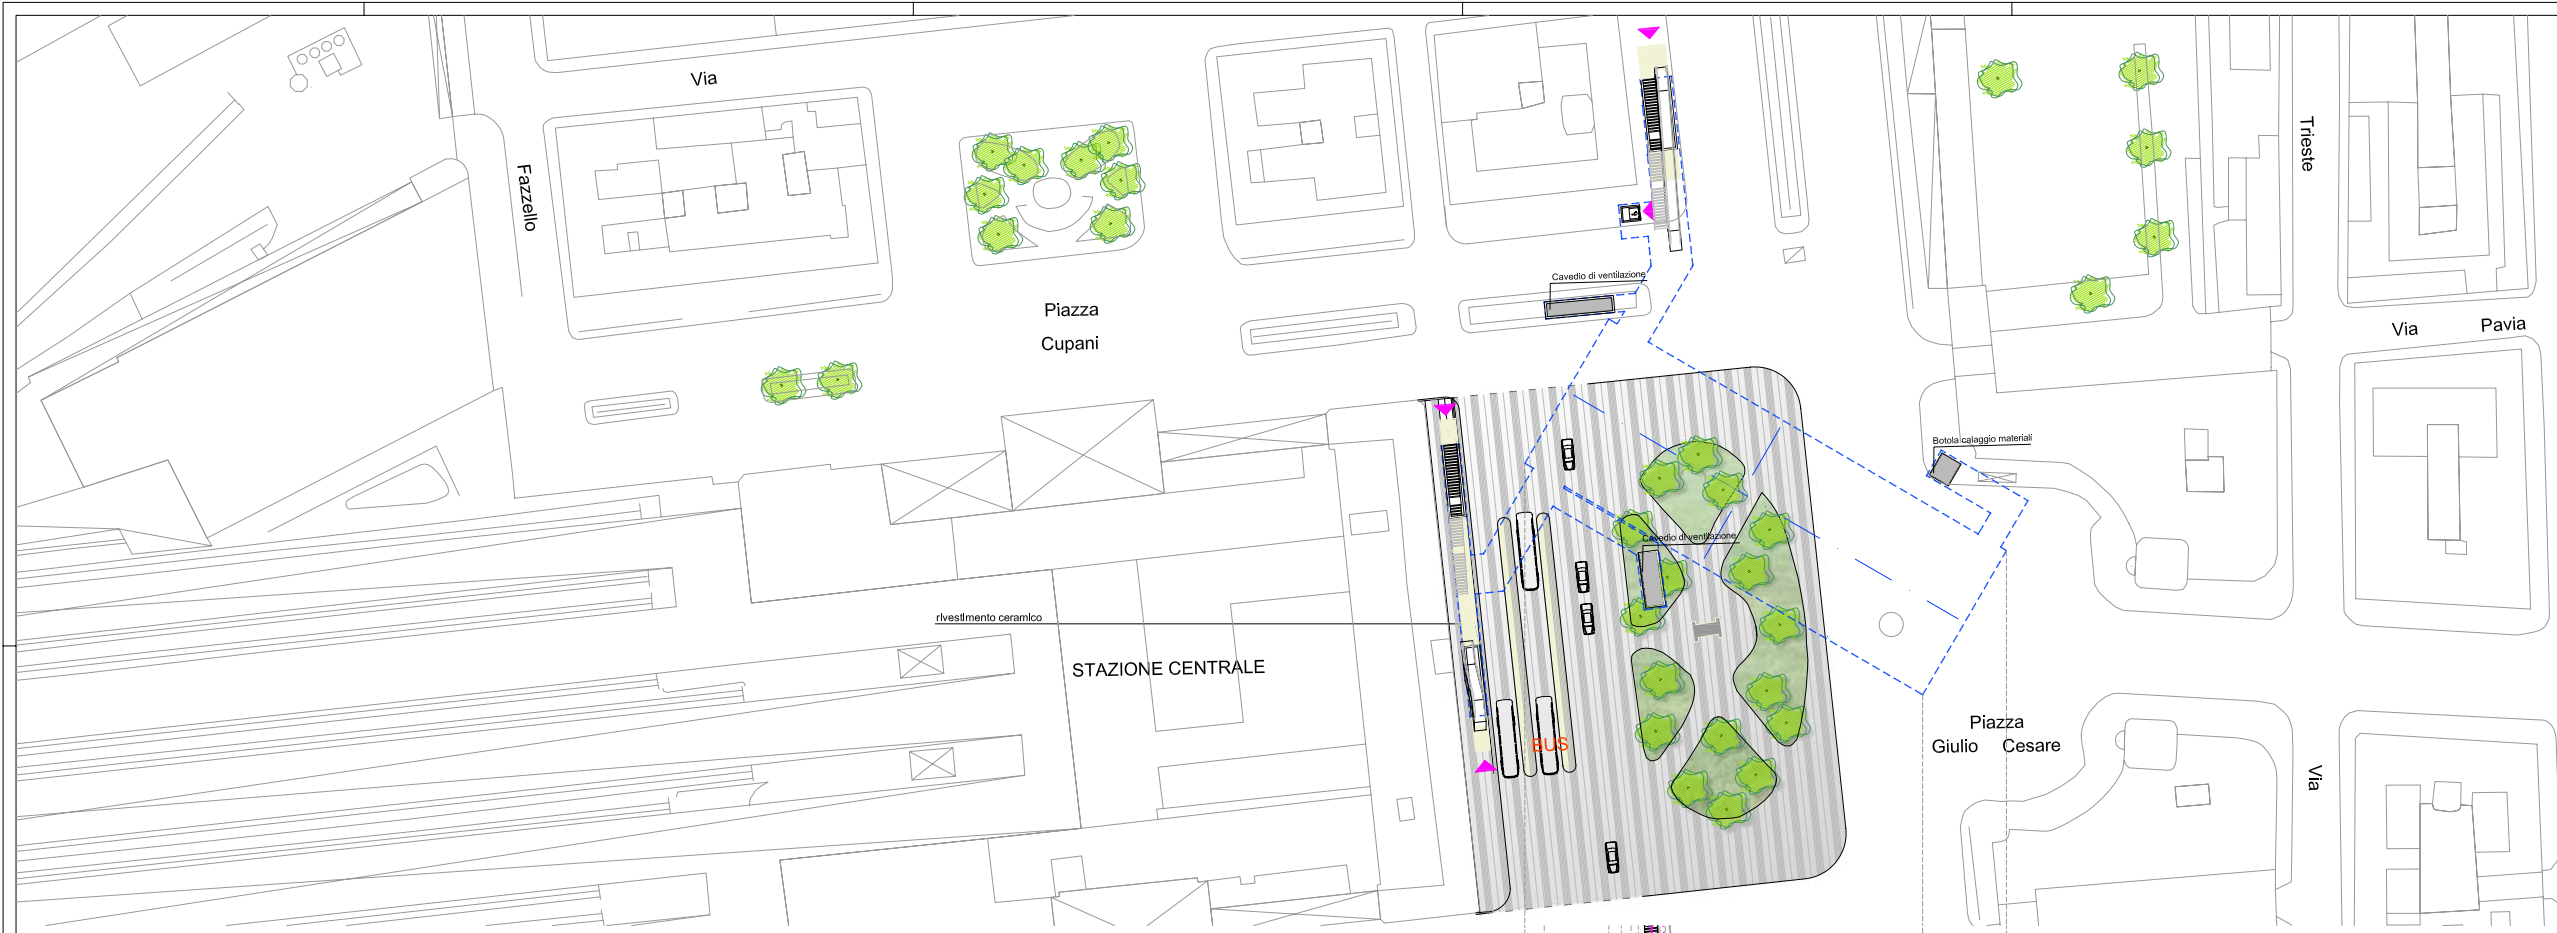 Via
Fazzello
Trieste
Cavedio di ventilazione
Piazza
Cupani
Via Pavia
Botola calaggio materiali
Cavedio di ventilazione
rivestimento ceramico
STAZIONE CENTRALE
BUS
Piazza
Giulio Cesare
Via